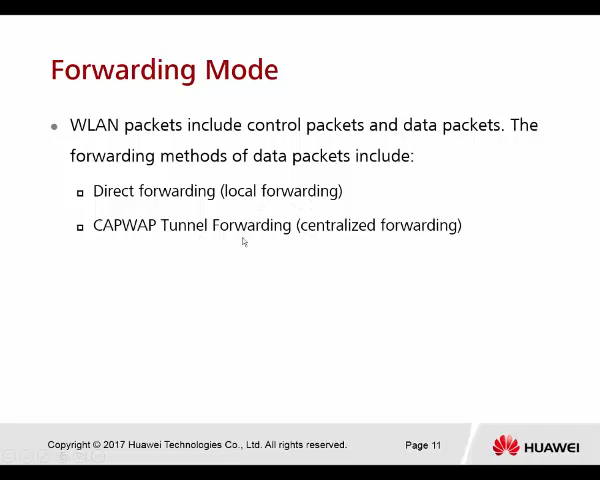 Forwarding Mode
WLAN packets include control packets and data packets. The
forwarding methods of data packets include:
Direct forwarding (local forwarding)
CAPWAP Tunnel Forwarding (centralized forwarding)
Copyright © 2017 Huawei Technologies Co., Ltd. All rights reserved.
Page 11
HUAWEI